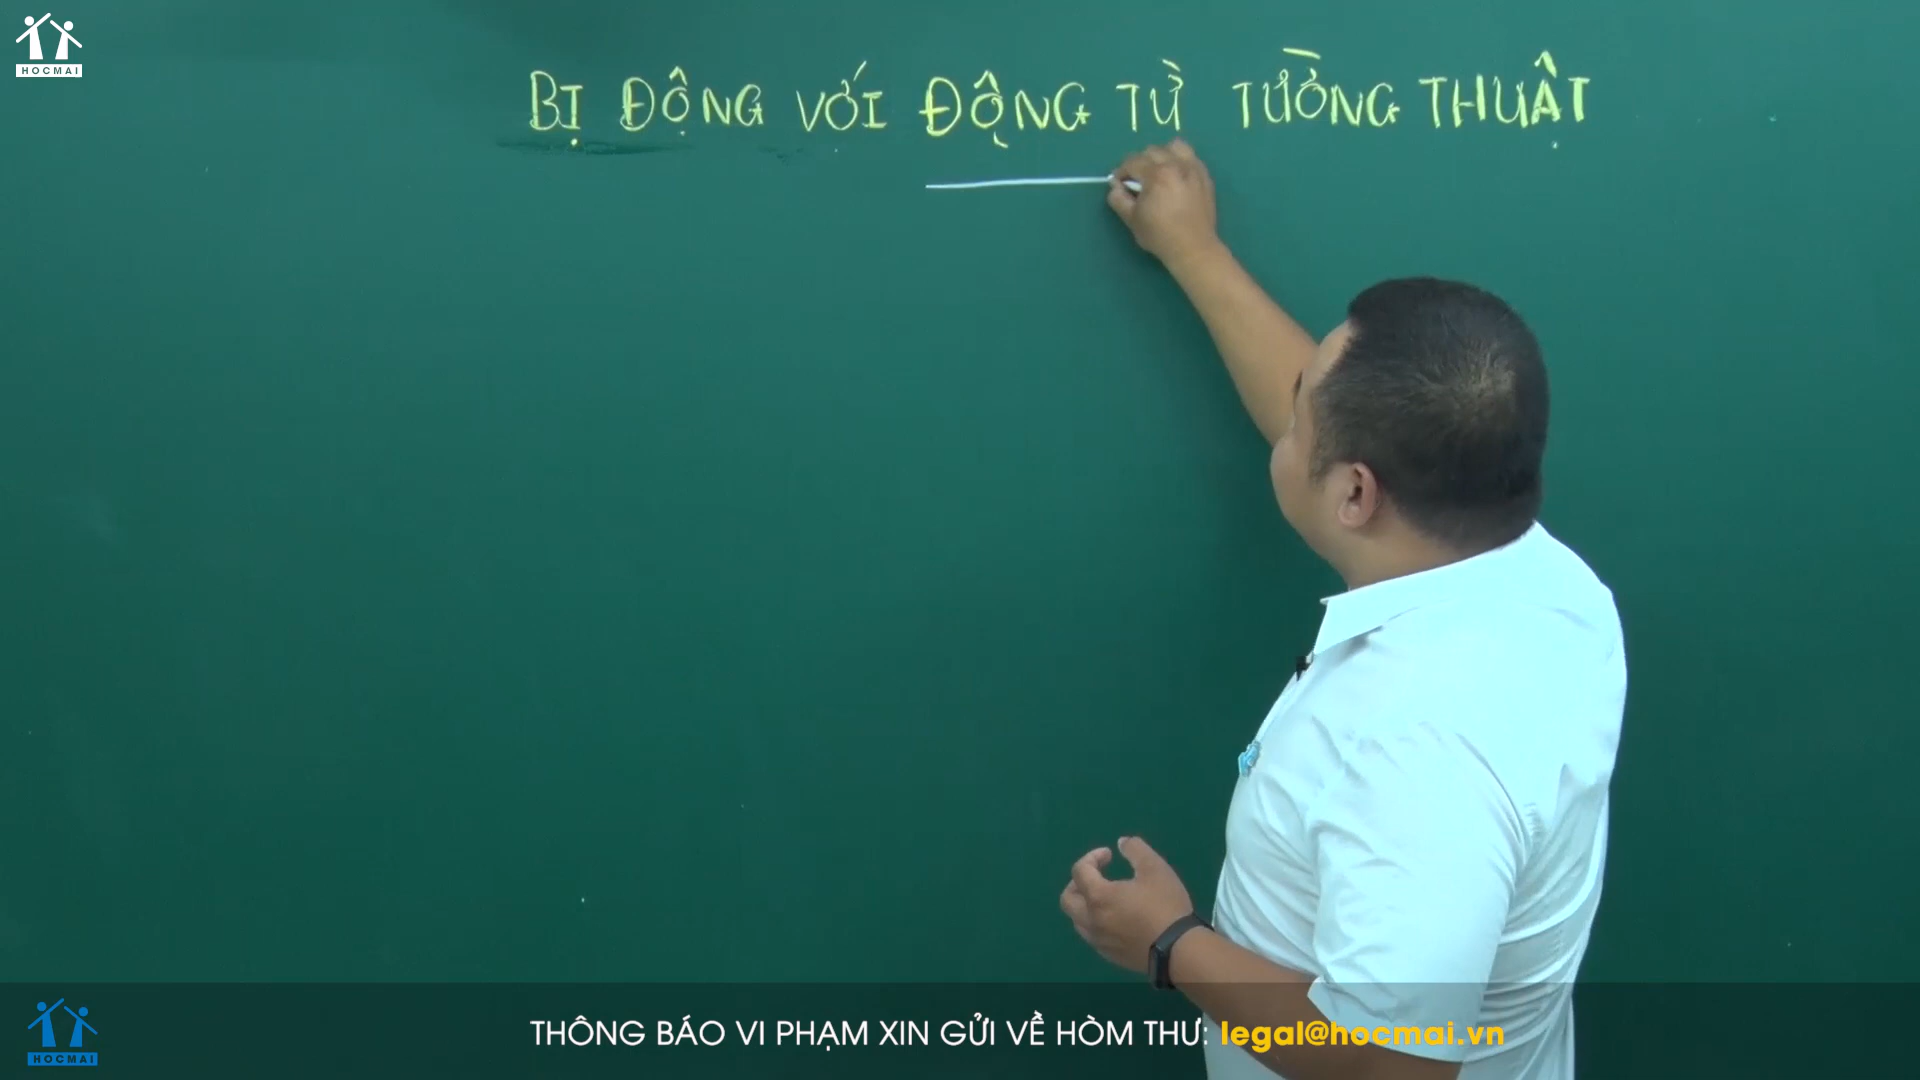 HOCMAI
BỊ ĐỘNG VỚI ĐỘNG TỪ TƯỜNG THUẬT
HOCMAI
THÔNG BÁO VI PHẠM XIN GỬI VỀ HÒM THƯ: legal@hocmai.vn